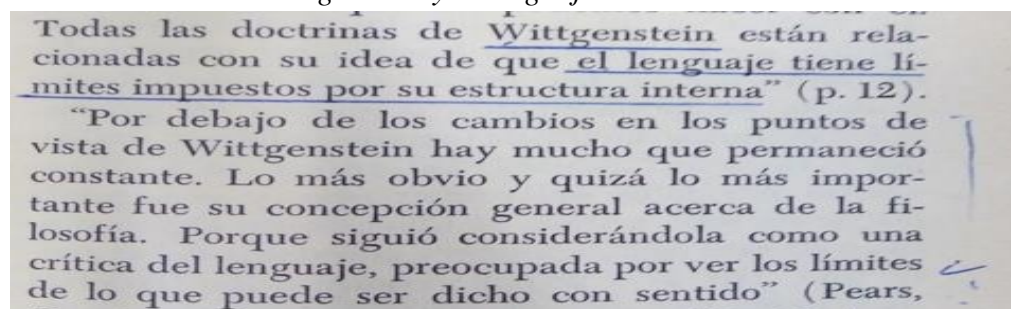 Todas las doctrinas de Wittgenstein están rela-
cionadas con su idea de que el lenguaje tiene lí-
mites impuestos por su estructura interna” (p. 12).
“Por debajo de los cambios en los puntos de
vista de Wittgenstein hay mucho que permaneció
constante. Lo más obvio y quizá lo más impor-
tante fue su concepción general acerca de la fi-
losofía. Porque siguió considerándola como una
crítica del lenguaje, preocupada por ver los límites
de lo que puede ser dicho con sentido” (Pears,